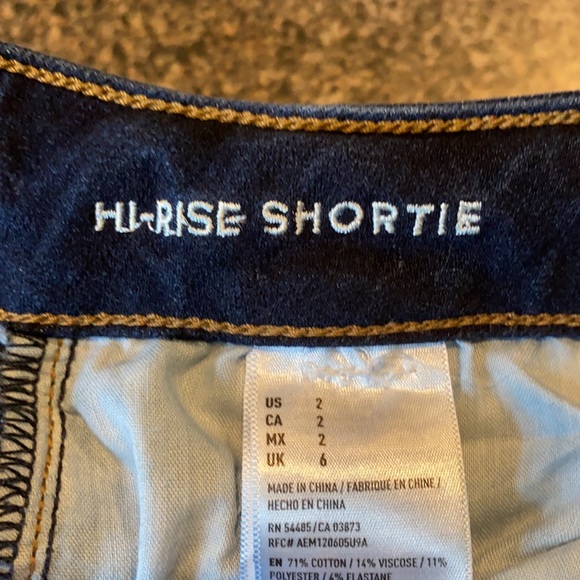 HI-RISE SHORTIE
US 2
CA 2
MX 2
UK 6
MADE IN CHINA / FABRIQUÉ EN CHINE /
HECHO EN CHINA
RN 54485/CA 03873
RFC# AEM120605U9A
EN 71% COTTON / 14% VISCOSE / 11%
POLYESTER / 4% ELASTANE